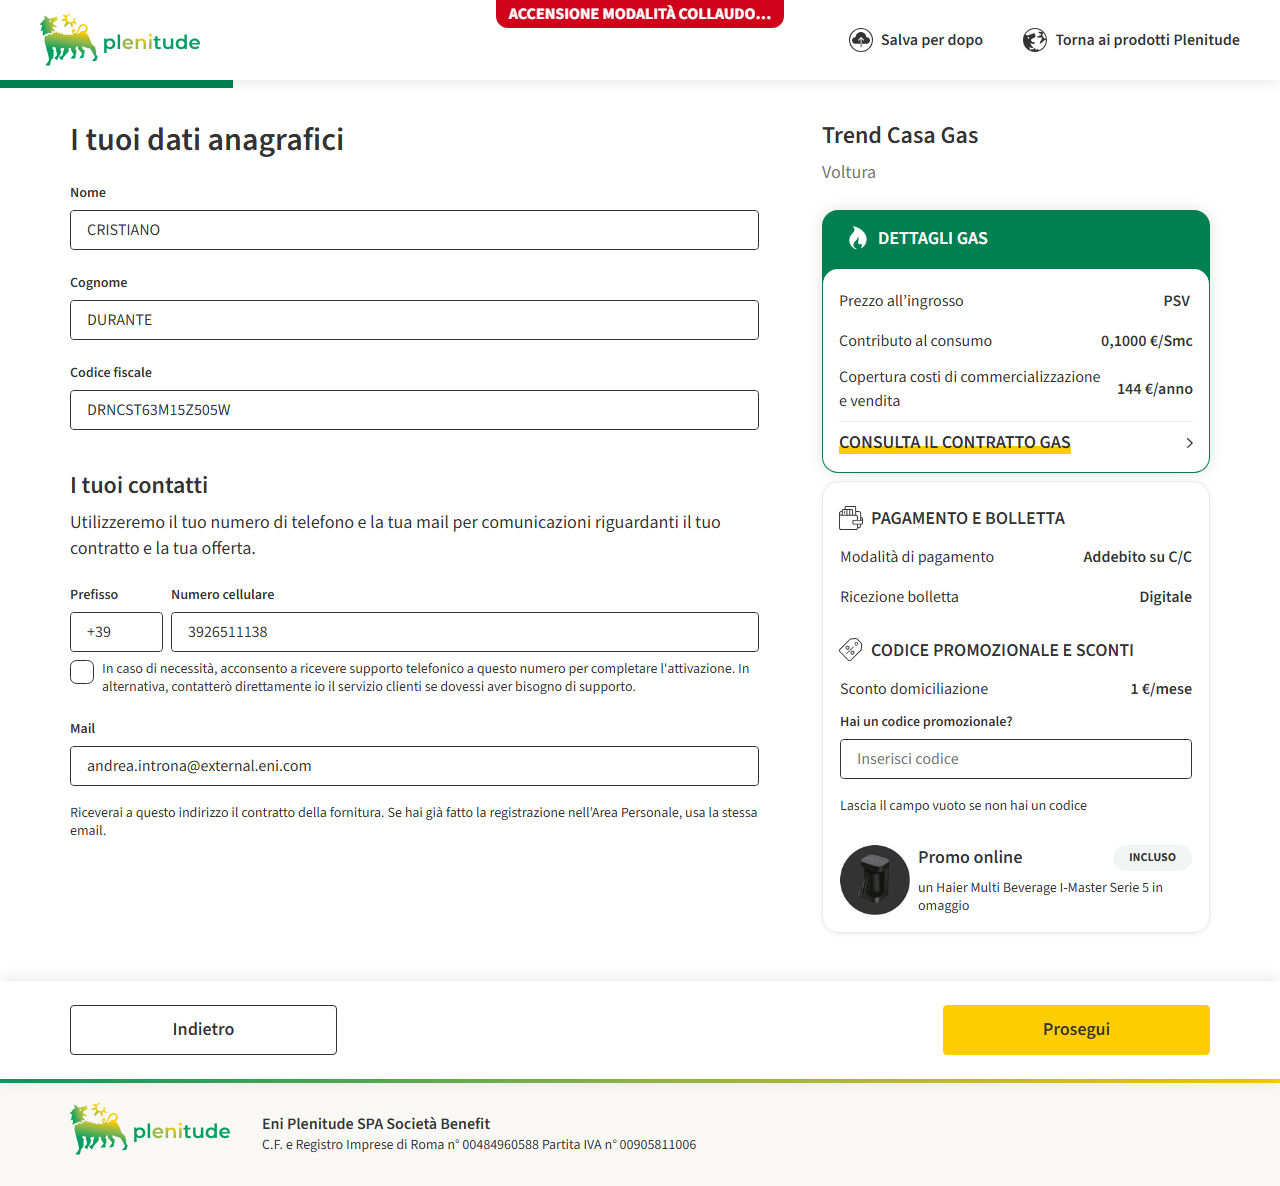 plenitude
ACCENSIONE MODALITÀ COLLAUDO...
Salva per dopo
Torna ai prodotti Plenitude
I tuoi dati anagrafici
Nome
CRISTIANO
Cognome
DURANTE
Codice fiscale
DRNCST63M15Z505W
I tuoi contatti
Utilizzeremo il tuo numero di telefono e la tua mail per comunicazioni riguardanti il tuo
contratto e la tua offerta.
Prefisso
Numero cellulare
+39
3926511138
In caso di necessità, acconsento a ricevere supporto telefonico a questo numero per completare l'attivazione. In
alternativa, contatterò direttamente io il servizio clienti se dovessi aver bisogno di supporto.
Mail
andrea.introna@external.eni.com
Riceverai a questo indirizzo il contratto della fornitura. Se hai già fatto la registrazione nell'Area Personale, usa la stessa
email.
Trend Casa Gas
Voltura
DETTAGLI GAS
Prezzo all'ingrosso
PSV
Contributo al consumo
0,1000 €/Smc
Copertura costi di commercializzazione
e vendita
144 €/anno
CONSULTA IL CONTRATTO GAS
PAGAMENTO E BOLLETTA
Modalità di pagamento
Addebito su C/C
Ricezione bolletta
Digitale
CODICE PROMOZIONALE E SCONTI
Sconto domiciliazione
1 €/mese
Hai un codice promozionale?
Inserisci codice
Lascia il campo vuoto se non hai un codice
Promo online
INCLUSO
un Haier Multi Beverage I-Master Serie 5 in
omaggio
Indietro
Prosegui
plenitude
Eni Plenitude SPA Società Benefit
C.F. e Registro Imprese di Roma n° 00484960588 Partita IVA n° 00905811006